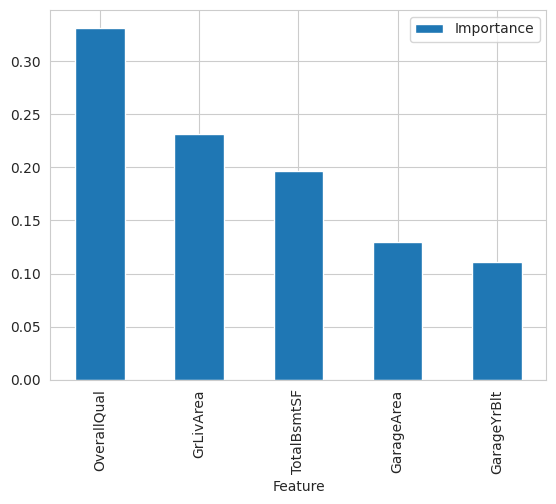 Importance
0.30
0.25
0.20
0.15
0.10
0.05
0.00
OverallQual
GrLivArea
TotalBsmtSF
GarageArea
GarageYrBlt
Feature